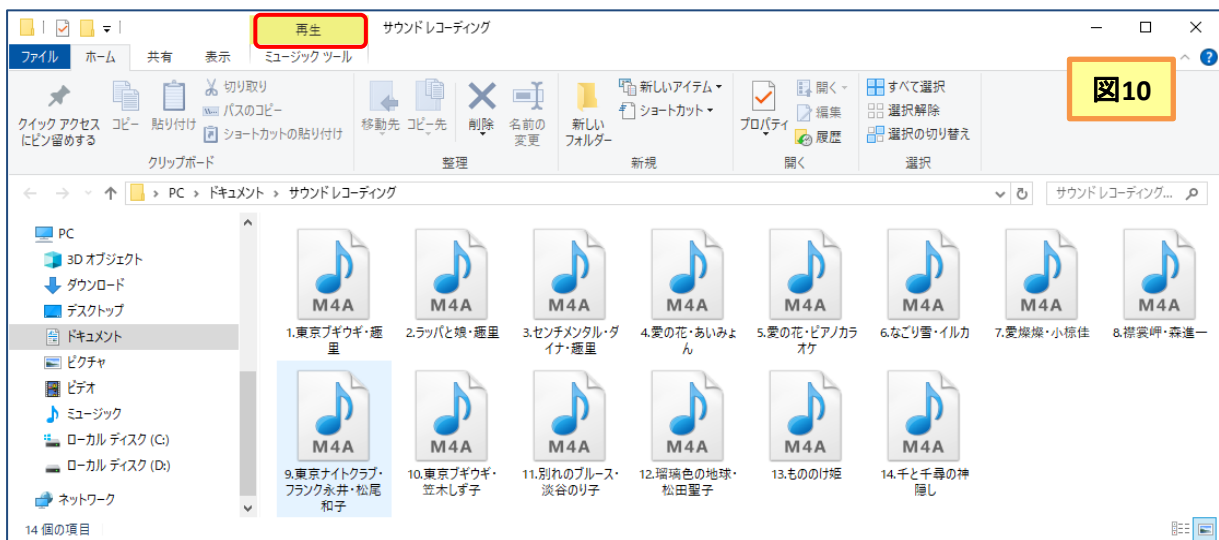 再生
サウンド レコーディング
ファイル
ホーム
共有
表示
ミュージック ツール
図10
クイック アクセス
にピン留めする
コピー
貼り付け
切り取り
パスのコピー
ショートカットの貼り付け
クリップボード
移動先
コピー先
削除
名前の
変更
整理
新しい
フォルダー
新しいアイテム
ショートカット
新規
プロパティ
開く
編集
履歴
開く
すべて選択
選択解除
選択の切り替え
選択
PC › ドキュメント › サウンド レコーディング
サウンド レコーディング...
PC
3D オブジェクト
ダウンロード
デスクトップ
ドキュメント
ピクチャ
ビデオ
ミュージック
ローカル ディスク (C:)
ローカル ディスク (D:)
ネットワーク
M4A
1.東京ブギウギ・趣
里
M4A
2.ラッパと娘・趣里
M4A
3.センチメンタル・ダ
イナ・趣里
M4A
4.愛の花・あいみょ
ん
M4A
5.愛の花・ピアノカラ
オケ
M4A
6.なごり雪・イルカ
M4A
7.愛燦燦・小椋佳
M4A
8.襟裳岬・森進一
M4A
9.東京ナイトクラブ・
フランク永井・松尾
和子
M4A
10.東京ブギウギ・
笠木しず子
M4A
11.別れのブルース・
淡谷のり子
M4A
12.瑠璃色の地球・
松田聖子
M4A
13.もののけ姫
M4A
14.千と千尋の神
隠し
14 個の項目